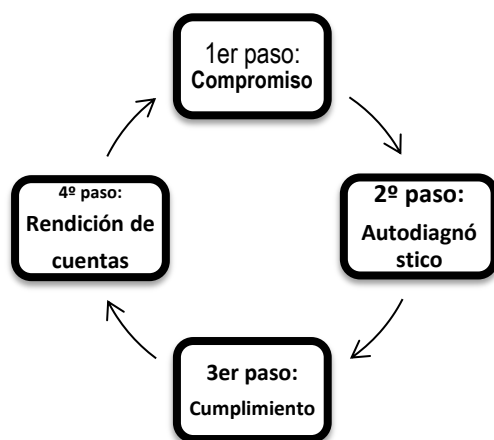 1er paso:
Compromiso
2º paso:
Autodiagnó
stico
3er paso:
Cumplimiento
4º paso:
Rendición de
cuentas